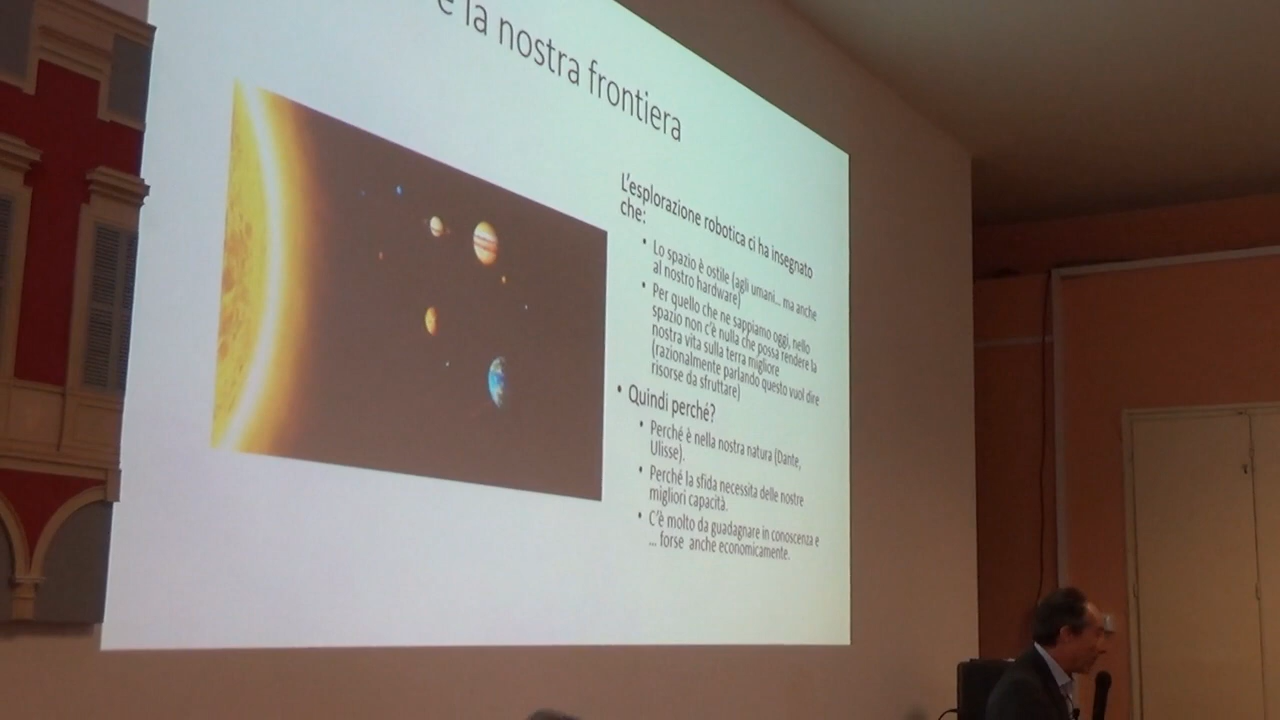 è la nostra frontiera
L'esplorazione robotica ci ha insegnato
che:
• Lo spazio è ostile (agli umani... ma anche
al nostro hardware)
• Per quello che ne sappiamo oggi, nello
spazio non c'è nulla che possa rendere la
nostra vita sulla terra migliore
(razionalmente parlando questo vuol dire
risorse da sfruttare)
• Quindi perché?
• Perché è nella nostra natura (Dante,
Ulisse).
• Perché la sfida necessita delle nostre
migliori capacità.
• C'è molto da guadagnare in conoscenza e
... forse anche economicamente.